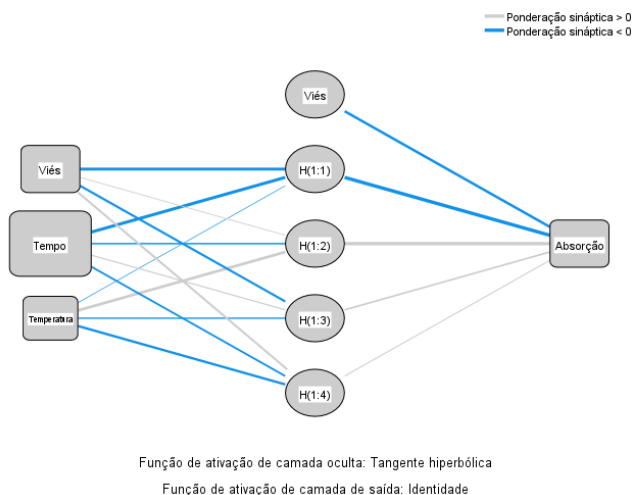 Ponderação sináptica > 0
Ponderação sináptica < 0
Viés
Viés
H(1:1)
Tempo
H(1:2)
Absorção
Temperatura
H(1:3)
H(1:4)
Função de ativação de camada oculta: Tangente hiperbólica
Função de ativação de camada de saída: Identidade